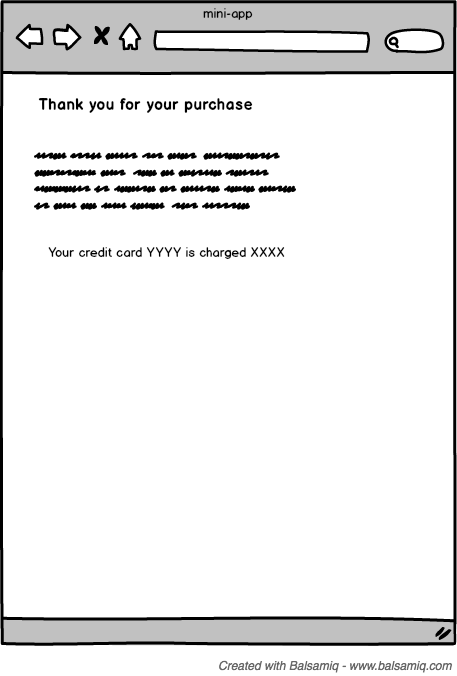 mini-app
Thank you for your purchase
Your credit card YYYY is charged XXXX
Created with Balsamiq - www.balsamiq.com